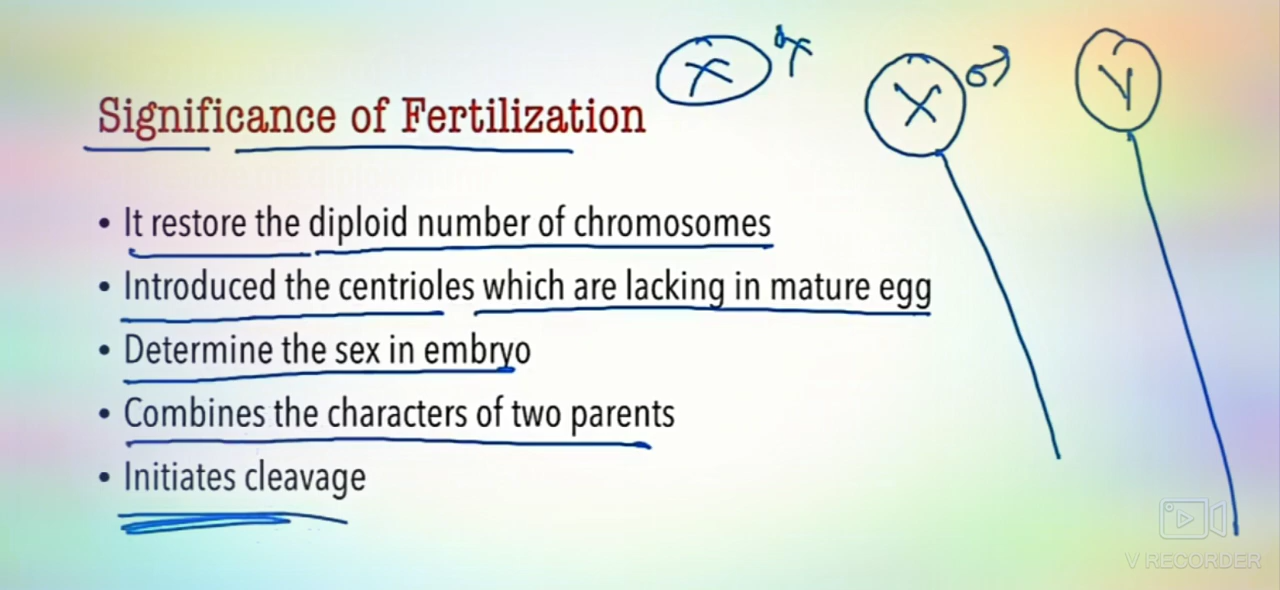 X
X
Y
Significance of Fertilization
• It restore the diploid number of chromosomes
• Introduced the centrioles which are lacking in mature egg
• Determine the sex in embryo
• Combines the characters of two parents
• Initiates cleavage
V RECORDER